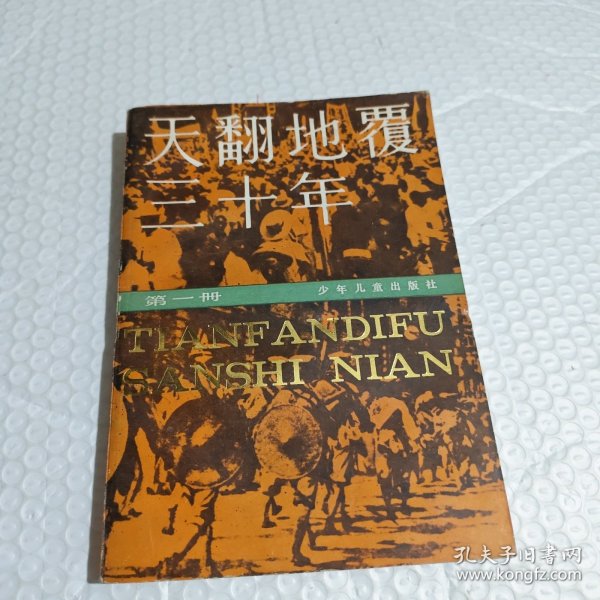 天翻地覆
三十年
第一册
少年儿童出版社
TIANFANDIFU
SANSHI NIAN
孔夫子旧书网
www.kongfz.com